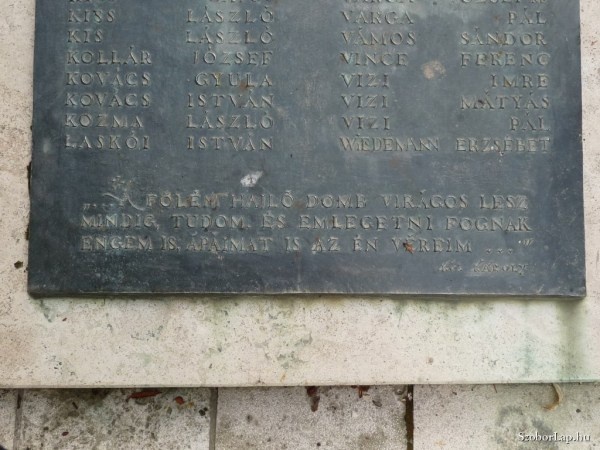 KISS LÁSZLÓ VARGA PÁL
KIS LÁSZLÓ VÁMOS SÁNDOR
KOLLÁR JÓZSEF VINCE FERENC
KOVÁCS GYULA VIZI IMRE
KOVÁCS ISTVÁN VIZI MÁTYÁS
KOZMA LÁSZLÓ VIZI PÁL
LASKÓI ISTVÁN WIEDEMANN ERZSÉBET
„....A FÖLÉM HAJLÓ DOMB VIRÁGOS LESZ
MINDIG, TUDOM, ÉS EMLEGETNI FOGNAK
ENGEM IS, APÁIMAT IS AZ ÉN VÉREIM ...."
SzoborLap.hu